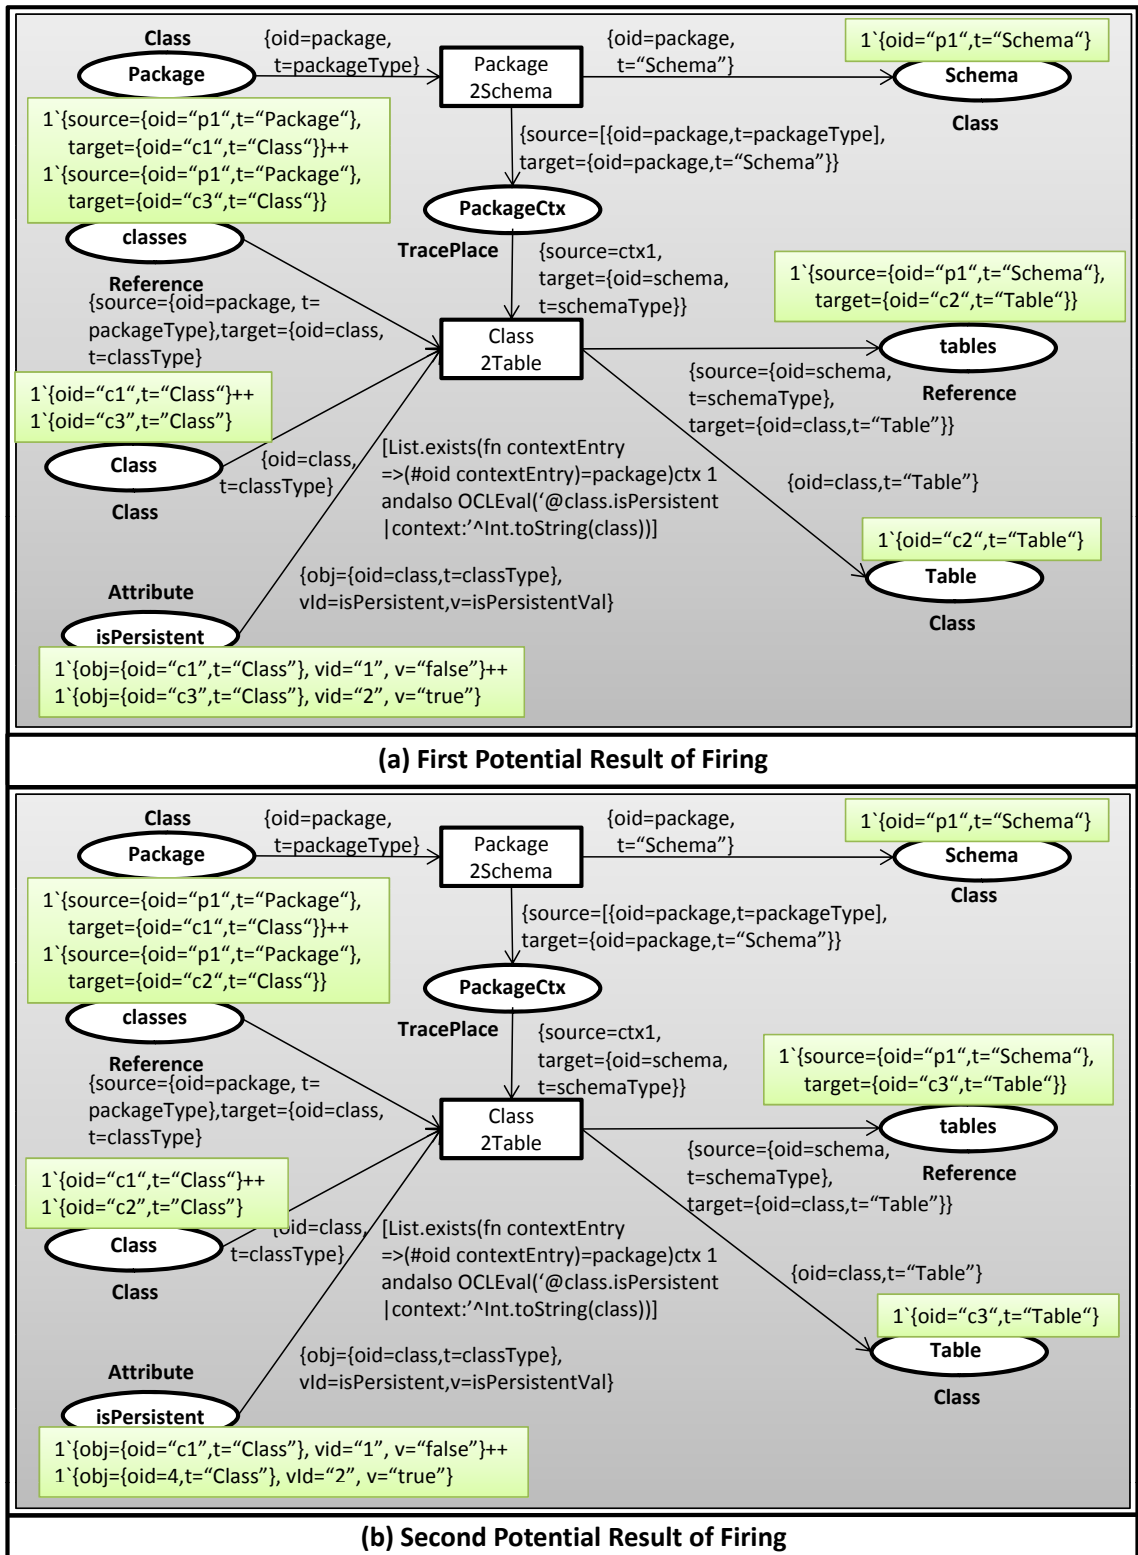 Class
{oid=package,
t=packageType}
Package
Package
2Schema
{oid=package,
t=“Schema”}
1`{oid=“p1“,t=“Schema“}
Schema
Class
1`{source={oid=“p1“,t=“Package“},
target={oid=“c1“,t=“Class“}}++
1`{source={oid=“p1“,t=“Package“},
target={oid=“c3“,t=“Class“}}
classes
Reference
{source=[{oid=package,t=packageType],
target={oid=package,t=“Schema”}}
PackageCtx
TracePlace
{source=ctx1,
target={oid=schema,
t=schemaType}}
1`{source={oid=“p1“,t=“Schema“},
target={oid=“c2“,t=“Table“}}
tables
Reference
{source={oid=package, t=
packageType},target={oid=class,
t=classType}
Class
2Table
{source={oid=schema,
t=schemaType},
target={oid=class,t=“Table”}}
1`{oid=“c1“,t=“Class“}++
1`{oid=“c3”,t=”Class”}
Class
Class
{oid=class,
t=classType}
[List.exists(fn contextEntry
=>(#oid contextEntry)=package)ctx 1
andalso OCLEval(‘@class.isPersistent
|context:’^Int.toString(class))]
{oid=class,t=“Table”}
1`{oid=“c2“,t=“Table“}
Table
Class
Attribute
isPersistent
{obj={oid=class,t=classType},
vId=isPersistent,v=isPersistentVal}
1`{obj={oid=“c1”,t=“Class”}, vid=“1”, v=“false”}++
1`{obj={oid=“c3”,t=“Class”}, vid=“2”, v=“true”}
(a) First Potential Result of Firing
Class
{oid=package,
t=packageType}
Package
Package
2Schema
{oid=package,
t=“Schema”}
1`{oid=“p1“,t=“Schema“}
Schema
Class
1`{source={oid=“p1“,t=“Package“},
target={oid=“c1“,t=“Class“}}++
1`{source={oid=“p1“,t=“Package“},
target={oid=“c2“,t=“Class“}}
classes
Reference
{source=[{oid=package,t=packageType],
target={oid=package,t=“Schema”}}
PackageCtx
TracePlace
{source=ctx1,
target={oid=schema,
t=schemaType}}
1`{source={oid=“p1“,t=“Schema“},
target={oid=“c3“,t=“Table“}}
tables
Reference
{source={oid=package, t=
packageType},target={oid=class,
t=classType}
Class
2Table
{source={oid=schema,
t=schemaType},
target={oid=class,t=“Table”}}
1`{oid=“c1“,t=“Class“}++
1`{oid=“c2”,t=”Class”}
Class
Class
{oid=class,
t=classType}
[List.exists(fn contextEntry
=>(#oid contextEntry)=package)ctx 1
andalso OCLEval(‘@class.isPersistent
|context:’^Int.toString(class))]
{oid=class,t=“Table”}
1`{oid=“c3“,t=“Table“}
Table
Class
Attribute
isPersistent
{obj={oid=class,t=classType},
vId=isPersistent,v=isPersistentVal}
1`{obj={oid=“c1”,t=“Class”}, vid=“1”, v=“false”}++
1`{obj={oid=4,t=“Class”}, vId=“2”, v=“true”}
(b) Second Potential Result of Firing